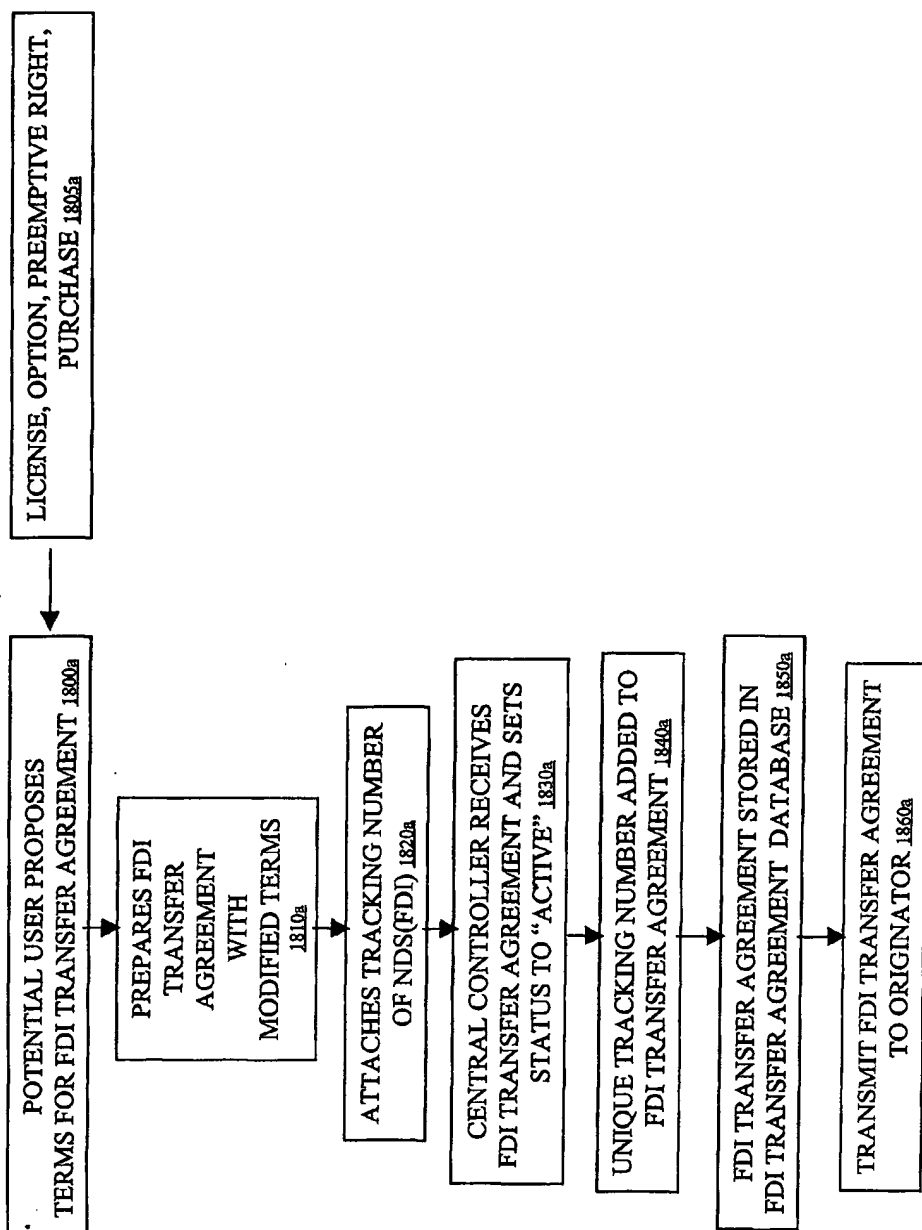 POTENTIAL USER PROPOSES
TERMS FOR FDI TRANSFER AGREEMENT 1800a
LICENSE, OPTION, PREEMPTIVE RIGHT,
PURCHASE 1805a
PREPARES FDI
TRANSFER
AGREEMENT
WITH
MODIFIED TERMS
1810a
ATTACHES TRACKING NUMBER
OF NDS(FDI) 1820a
CENTRAL CONTROLLER RECEIVES
FDI TRANSFER AGREEMENT AND SETS
STATUS TO “ACTIVE” 1830a
UNIQUE TRACKING NUMBER ADDED TO
FDI TRANSFER AGREEMENT 1840a
FDI TRANSFER AGREEMENT STORED IN
FDI TRANSFER AGREEMENT DATABASE 1850a
TRANSMIT FDI TRANSFER AGREEMENT
TO ORIGINATOR 1860a